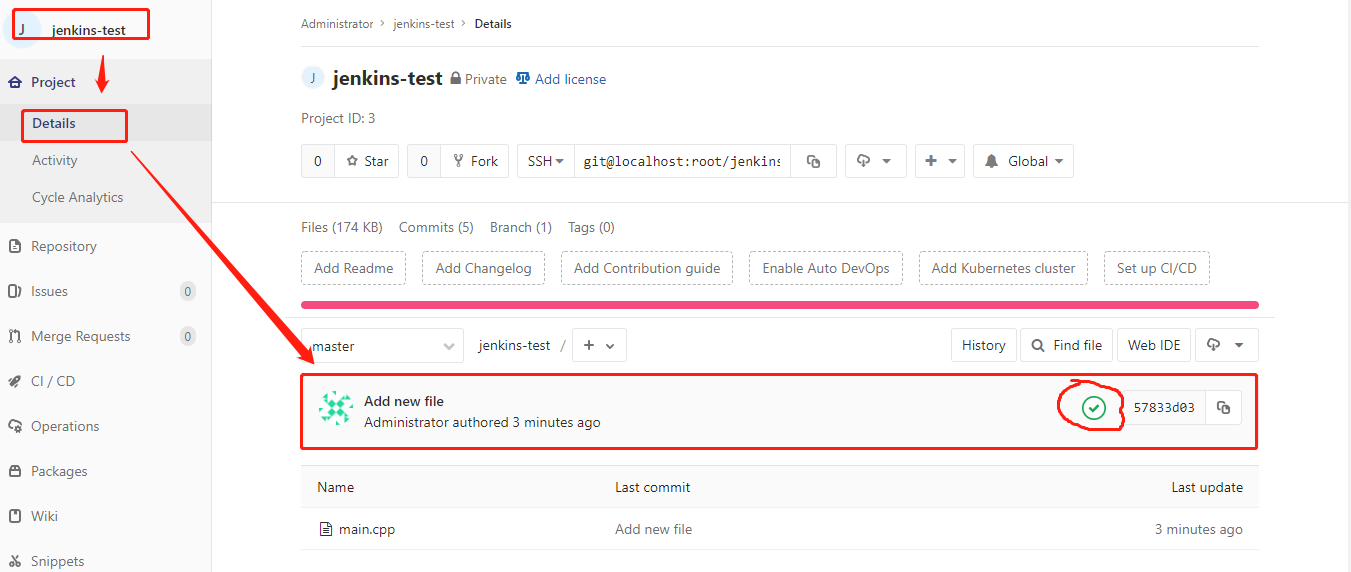 J jenkins-test
Project
Details
Activity
Cycle Analytics
Repository
Issues 0
Merge Requests 0
CI / CD
Operations
Packages
Wiki
Snippets
Administrator > jenkins-test > Details
J jenkins-test Private Add license
Project ID: 3
0 Star 0 Fork SSH git@localhost:root/jenkins Global
Files (174 KB) Commits (5) Branch (1) Tags (0)
Add Readme Add Changelog Add Contribution guide Enable Auto DevOps Add Kubernetes cluster Set up CI/CD
master jenkins-test / + History Find file Web IDE
Add new file
Administrator authored 3 minutes ago
57833d03
Name Last commit Last update
main.cpp Add new file 3 minutes ago